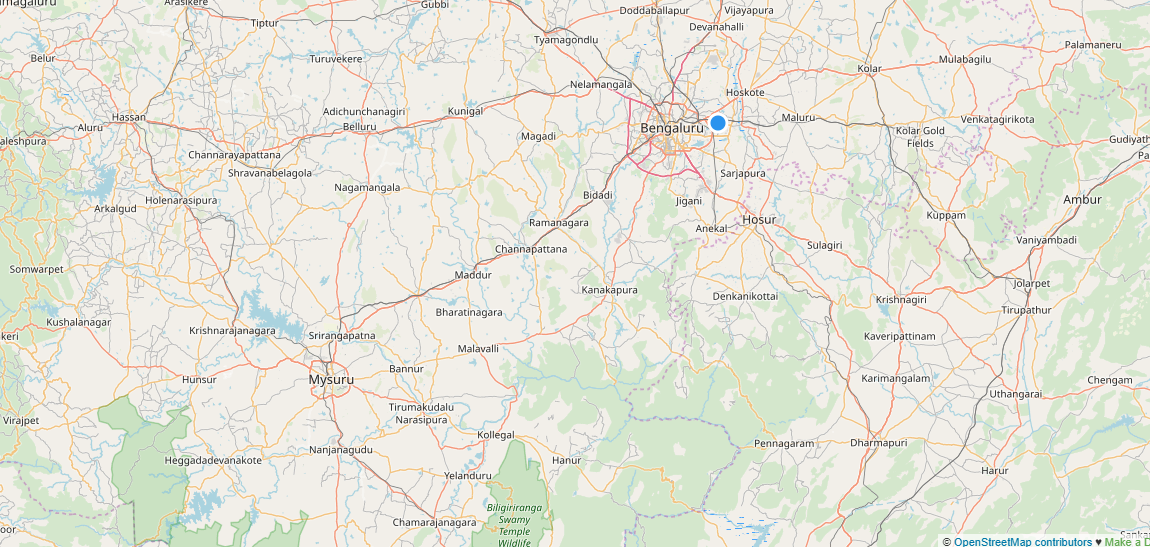 Arasikere
Gubbi
Doddaballapur
Vijayapura
Tiptur
Devanahalli
Tyamagondlu
Palamaneru
Belur
Turuvekere
Mulabagilu
Kolar
Nelamangala
Hoskote
Adichunchanagiri
Kunigal
Hassan
Maluru
Venkatagirikota
Aluru
Belluru
Bengaluru
Magadi
Kolar Gold
Fields
Channarayapattana
Shravanabelagola
Sarjapura
Nagamangala
Bidadi
Holenarasipura
Jigani
Ambur
Arkalgud
Kuppam
Ramanagara
Hosur
Anekal
Vaniyambadi
Channapattana
Sulagiri
Somwarpet
Maddur
Jolarpet
Kanakapura
Denkanikottai
Krishnagiri
Bharatinagara
Tirupathur
Kushalanagar
Krishnarajanagara
Srirangapatna
Kaveripattinam
Malavalli
Bannur
Mysuru
Hunsur
Karimangalam
Chengam
Uthangarai
Tirumakudalu
Narasipura
Virajpet
Kollegal
Pennagaram
Dharmapuri
Nanjanagudu
Heggadadevanakote
Hanur
Harur
Yelanduru
Biligiriranga
Swamy
Temple
Wildlife
Chamarajanagara
© OpenStreetMap contributors ♥ Make a D